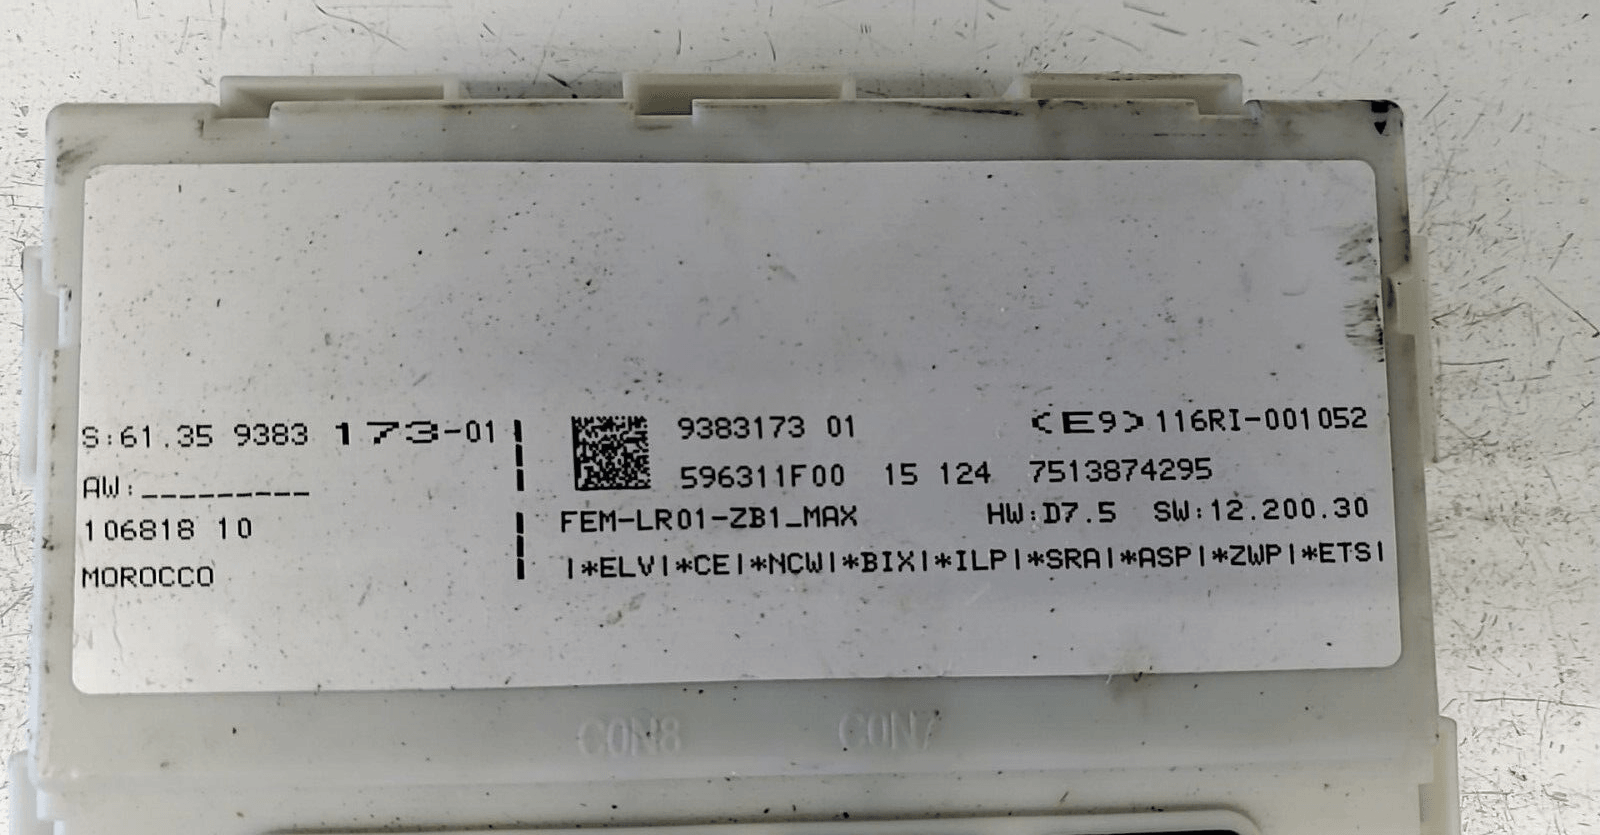 S:61.35 9383 173-01
AW:_________
106818 10
MOROCCO
9383173 01 <E9>116RI-001052
596311F00 15 124 7513874295
FEM-LR01-ZB1_MAX HW:D7.5 SW:12.200.30
|*ELV|*CE|*NCW|*BIX|*ILP|*SRA|*ASP|*ZWP|*ETS|
CON8 CON7